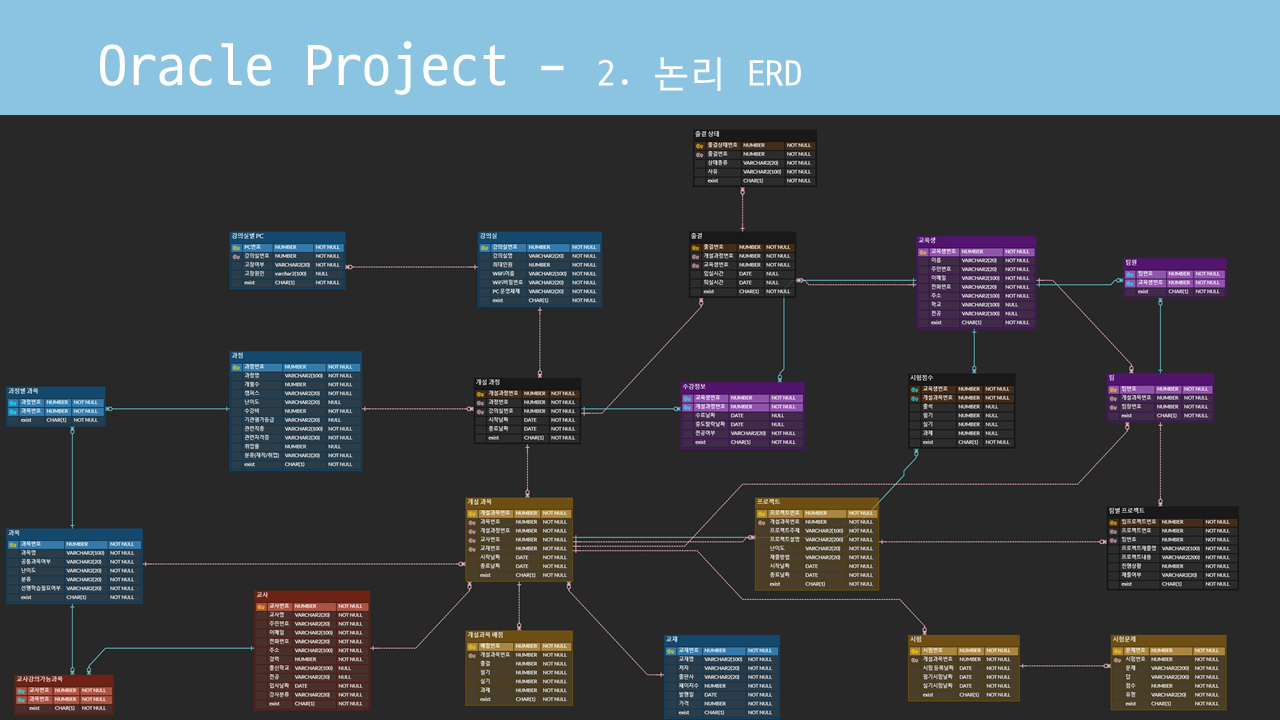 Oracle Project - 2. 논리 ERD
출결 상태
출결상태번호 NUMBER NOT NULL
출결번호 NUMBER NOT NULL
상태종류 VARCHAR2(20) NOT NULL
사유 VARCHAR2(100) NOT NULL
exist CHAR(1) NOT NULL
강의실별 PC
PC번호 NUMBER NOT NULL
강의실번호 NUMBER NOT NULL
고장여부 VARCHAR2(20) NOT NULL
고장원인 varchar2(100) NULL
exist CHAR(1) NOT NULL
강의실
강의실번호 NUMBER NOT NULL
강의실명 VARCHAR2(20) NOT NULL
최대인원 NUMBER NOT NULL
WiFi이름 VARCHAR2(100) NOT NULL
WiFi비밀번호 VARCHAR2(20) NOT NULL
PC 운영체제 VARCHAR2(20) NOT NULL
exist CHAR(1) NOT NULL
출결
출결번호 NUMBER NOT NULL
개설과정번호 NUMBER NOT NULL
교육생번호 NUMBER NOT NULL
입실시간 DATE NULL
퇴실시간 DATE NULL
exist CHAR(1) NOT NULL
교육생
교육생번호 NUMBER NOT NULL
이름 VARCHAR2(20) NOT NULL
주민번호 VARCHAR2(20) NOT NULL
이메일 VARCHAR2(100) NOT NULL
전화번호 VARCHAR2(20) NOT NULL
주소 VARCHAR2(100) NOT NULL
학교 VARCHAR2(100) NULL
전공 VARCHAR2(100) NULL
exist CHAR(1) NOT NULL
팀원
팀번호 NUMBER NOT NULL
교육생번호 NUMBER NOT NULL
exist CHAR(1) NOT NULL
과정별 과목
과정번호 NUMBER NOT NULL
과목번호 NUMBER NOT NULL
exist CHAR(1) NOT NULL
과정
과정번호 NUMBER NOT NULL
과정명 VARCHAR2(100) NOT NULL
개월수 NUMBER NOT NULL
캠퍼스 VARCHAR2(20) NOT NULL
난이도 VARCHAR2(20) NULL
수강비 NUMBER NOT NULL
기관평가등급 VARCHAR2(20) NULL
관련직종 VARCHAR2(100) NOT NULL
관련자격증 VARCHAR2(30) NOT NULL
취업률 NUMBER NULL
분류(재직/취업) VARCHAR2(20) NOT NULL
exist CHAR(1) NOT NULL
개설 과정
개설과정번호 NUMBER NOT NULL
과정번호 NUMBER NOT NULL
강의실번호 NUMBER NOT NULL
시작날짜 DATE NOT NULL
종료날짜 DATE NOT NULL
exist CHAR(1) NOT NULL
수강정보
교육생번호 NUMBER NOT NULL
개설과정번호 NUMBER NOT NULL
수료날짜 DATE NULL
중도탈락날짜 DATE NULL
전공여부 VARCHAR2(20) NOT NULL
exist CHAR(1) NOT NULL
시험점수
교육생번호 NUMBER NOT NULL
개설과목번호 NUMBER NOT NULL
출석 NUMBER NULL
필기 NUMBER NULL
실기 NUMBER NULL
과제 NUMBER NULL
exist CHAR(1) NOT NULL
팀
팀번호 NUMBER NOT NULL
개설과목번호 NUMBER NOT NULL
팀장번호 NUMBER NOT NULL
exist CHAR(1) NOT NULL
과목
과목번호 NUMBER NOT NULL
과목명 VARCHAR2(100) NOT NULL
공통과목여부 VARCHAR2(20) NOT NULL
난이도 VARCHAR2(20) NOT NULL
분류 VARCHAR2(20) NOT NULL
선행학습필요여부 VARCHAR2(20) NOT NULL
exist CHAR(1) NOT NULL
개설 과목
개설과목번호 NUMBER NOT NULL
과목번호 NUMBER NOT NULL
개설과정번호 NUMBER NOT NULL
교사번호 NUMBER NOT NULL
교재번호 NUMBER NOT NULL
시작날짜 DATE NOT NULL
종료날짜 DATE NOT NULL
exist CHAR(1) NOT NULL
프로젝트
프로젝트번호 NUMBER NOT NULL
개설과목번호 NUMBER NOT NULL
프로젝트주제 VARCHAR2(100) NOT NULL
프로젝트설명 VARCHAR2(200) NOT NULL
난이도 VARCHAR2(20) NOT NULL
제출방법 VARCHAR2(20) NOT NULL
시작날짜 DATE NOT NULL
종료날짜 DATE NOT NULL
exist CHAR(1) NOT NULL
팀별 프로젝트
팀프로젝트번호 NUMBER NOT NULL
프로젝트번호 NUMBER NOT NULL
팀번호 NUMBER NOT NULL
프로젝트제출명 VARCHAR2(100) NOT NULL
프로젝트내용 VARCHAR2(200) NOT NULL
진행상황 NUMBER NOT NULL
제출여부 VARCHAR2(20) NOT NULL
exist CHAR(1) NOT NULL
교사
교사번호 NUMBER NOT NULL
교사명 VARCHAR2(20) NOT NULL
주민번호 VARCHAR2(20) NOT NULL
이메일 VARCHAR2(100) NOT NULL
전화번호 VARCHAR2(20) NOT NULL
주소 VARCHAR2(100) NOT NULL
경력 NUMBER NOT NULL
출신학교 VARCHAR2(100) NULL
전공 VARCHAR2(20) NULL
입사날짜 DATE NOT NULL
강사분류 VARCHAR2(20) NOT NULL
exist CHAR(1) NOT NULL
개설과목 배점
배점번호 NUMBER NOT NULL
개설과목번호 NUMBER NOT NULL
출결 NUMBER NOT NULL
필기 NUMBER NOT NULL
실기 NUMBER NOT NULL
과제 NUMBER NOT NULL
exist CHAR(1) NOT NULL
교재
교재번호 NUMBER NOT NULL
교재명 VARCHAR2(100) NOT NULL
저자 VARCHAR2(20) NOT NULL
출판사 VARCHAR2(20) NOT NULL
페이지수 NUMBER NOT NULL
발행일 DATE NOT NULL
가격 NUMBER NOT NULL
exist CHAR(1) NOT NULL
시험
시험번호 NUMBER NOT NULL
개설과목번호 NUMBER NOT NULL
시험등록날짜 DATE NOT NULL
필기시험날짜 DATE NOT NULL
실기시험날짜 DATE NOT NULL
exist CHAR(1) NOT NULL
시험문제
문제번호 NUMBER NOT NULL
시험번호 NUMBER NOT NULL
문제 VARCHAR2(200) NOT NULL
답 VARCHAR2(200) NOT NULL
점수 NUMBER NOT NULL
유형 VARCHAR2(20) NOT NULL
exist CHAR(1) NOT NULL
교사강의가능과목
교사번호 NUMBER NOT NULL
과목번호 NUMBER NOT NULL
exist CHAR(1) NOT NULL